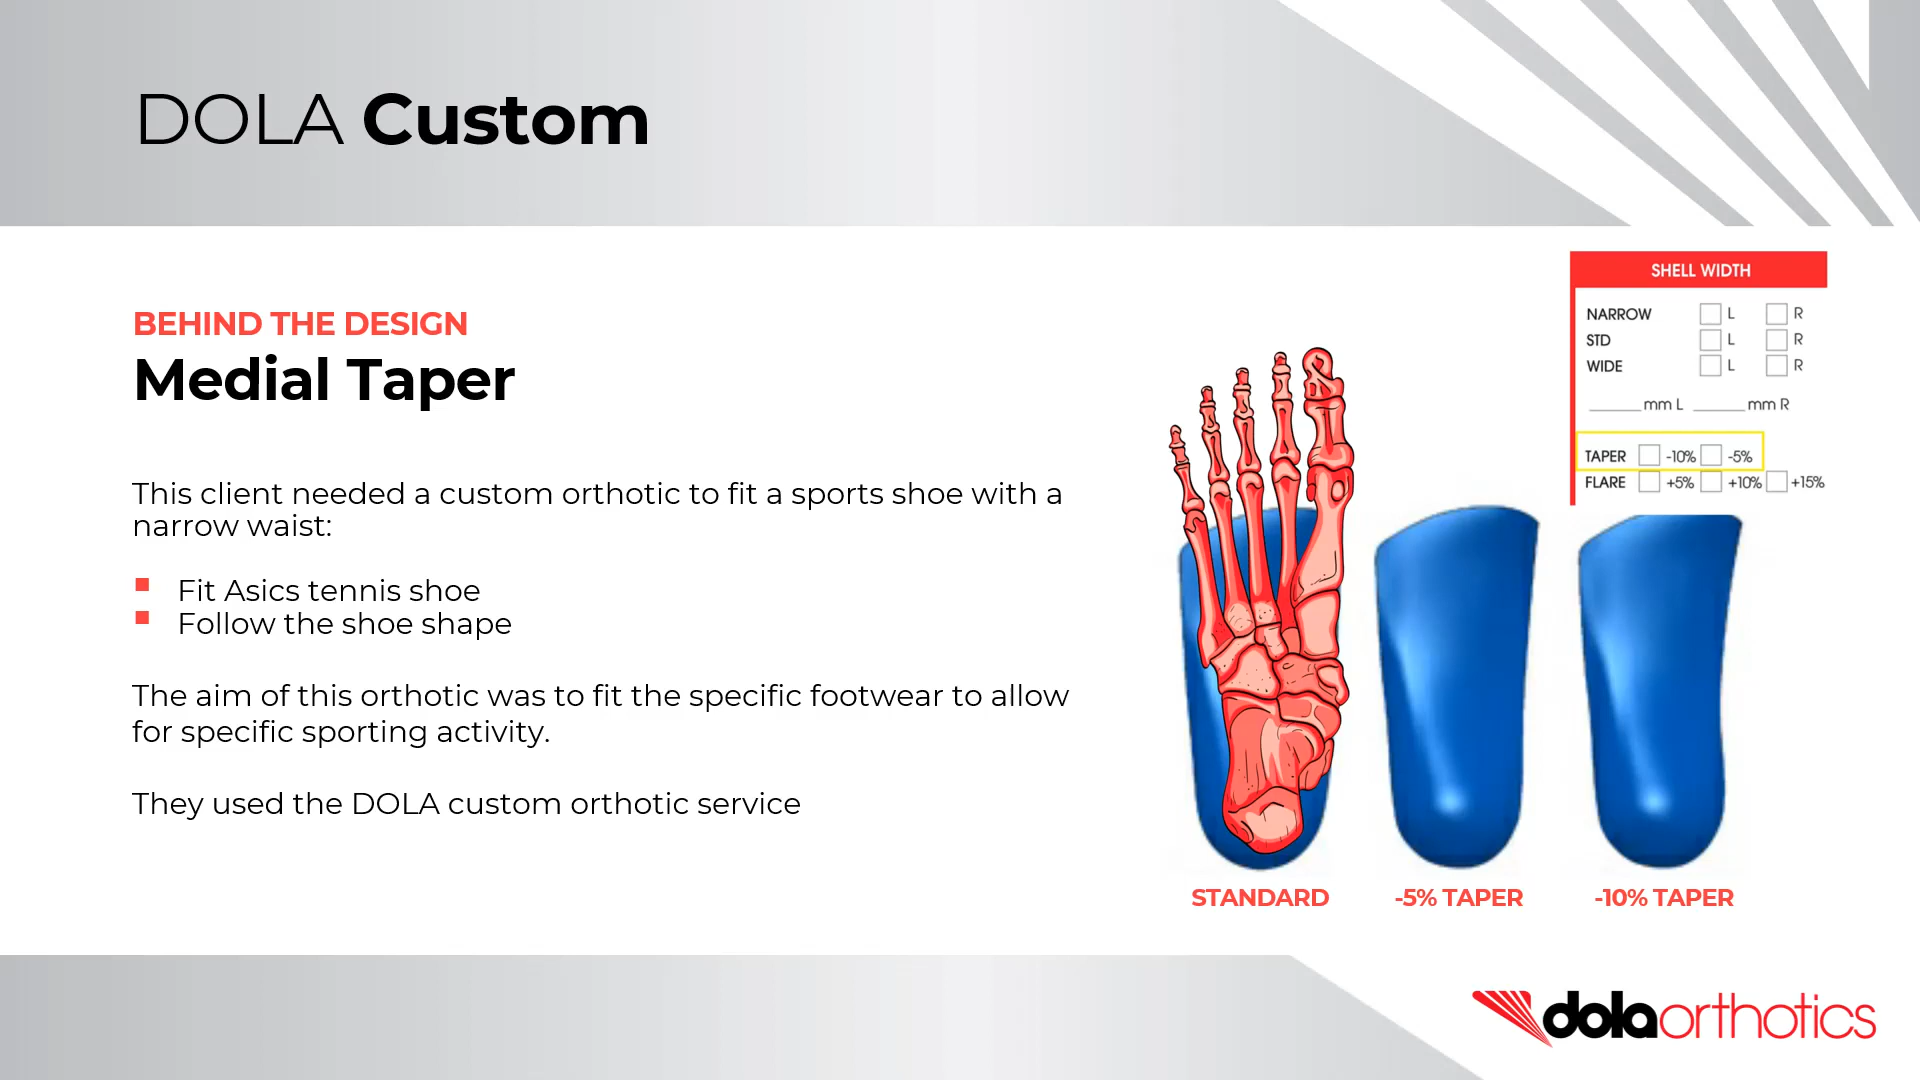 DOLA Custom
BEHIND THE DESIGN
Medial Taper
This client needed a custom orthotic to fit a sports shoe with a
narrow waist:
Fit Asics tennis shoe
Follow the shoe shape
The aim of this orthotic was to fit the specific footwear to allow
for specific sporting activity.
They used the DOLA custom orthotic service
SHELL WIDTH
NARROW L R
STD L R
WIDE L R
______mm L ______mm R
TAPER -10% -5%
FLARE +5% +10% +15%
STANDARD
-5% TAPER
-10% TAPER
dolaorthotics